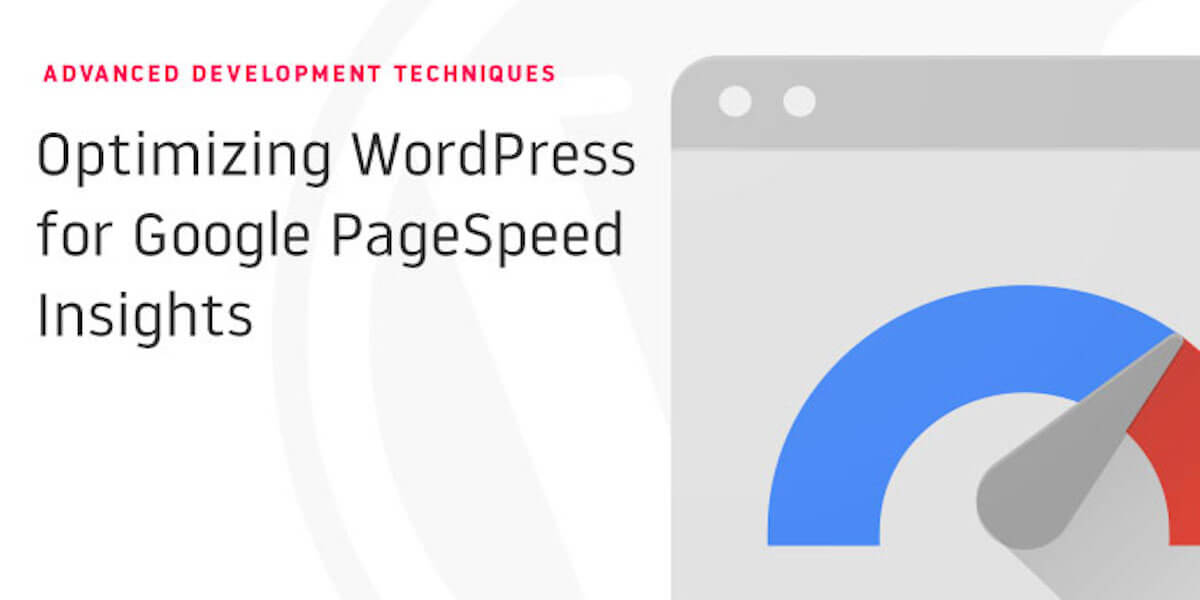 ADVANCED DEVELOPMENT TECHNIQUES
Optimizing WordPress
for Google PageSpeed
Insights